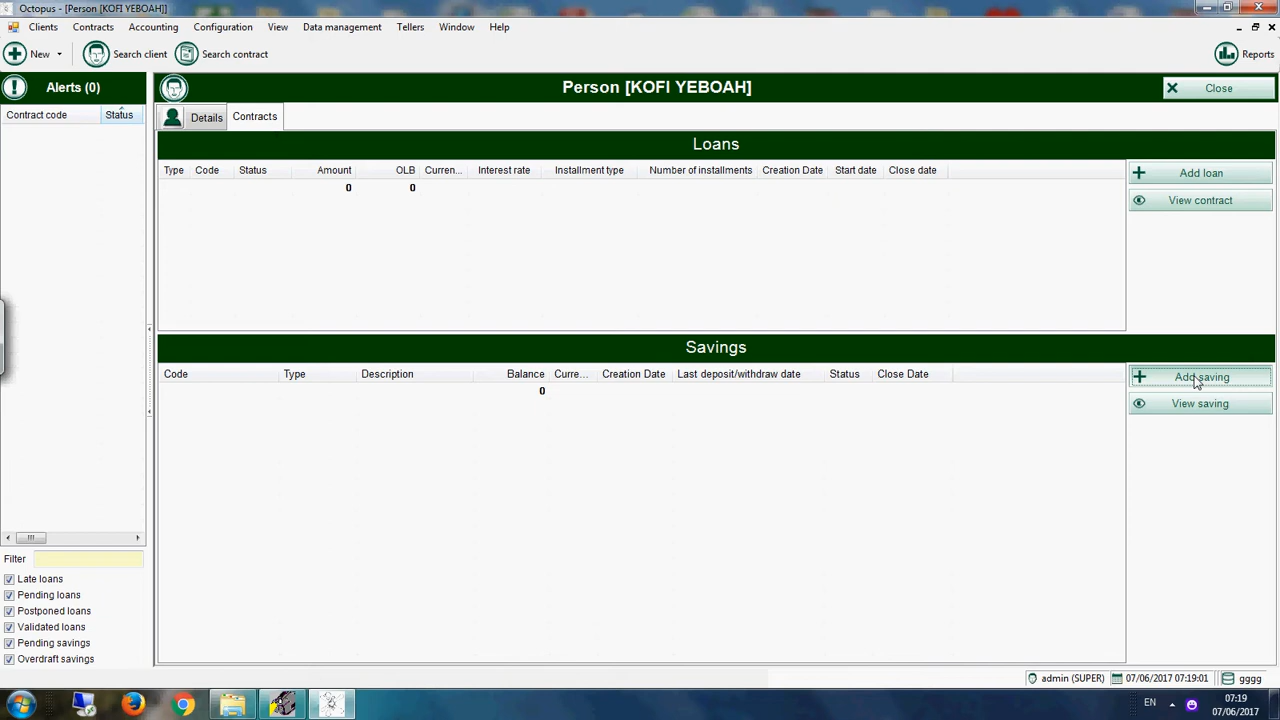 Octopus - [Person [KOFI YEBOAH]]
Clients Contracts Accounting Configuration View Data management Tellers Window Help
New Search client Search contract Reports
Alerts (0) Person [KOFI YEBOAH] Close
Contract code Status
Details Contracts
Loans
Type Code Status Amount OLB Curren... Interest rate Installment type Number of installments Creation Date Start date Close date
Add loan
0 0
View contract
Savings
Code Type Description Balance Curre... Creation Date Last deposit/withdraw date Status Close Date
Add saving
0
View saving
Filter
Late loans
Pending loans
Postponed loans
Validated loans
Pending savings
Overdraft savings
admin (SUPER) 07/06/2017 07:19:01 gggg
EN 07:19
07/06/2017